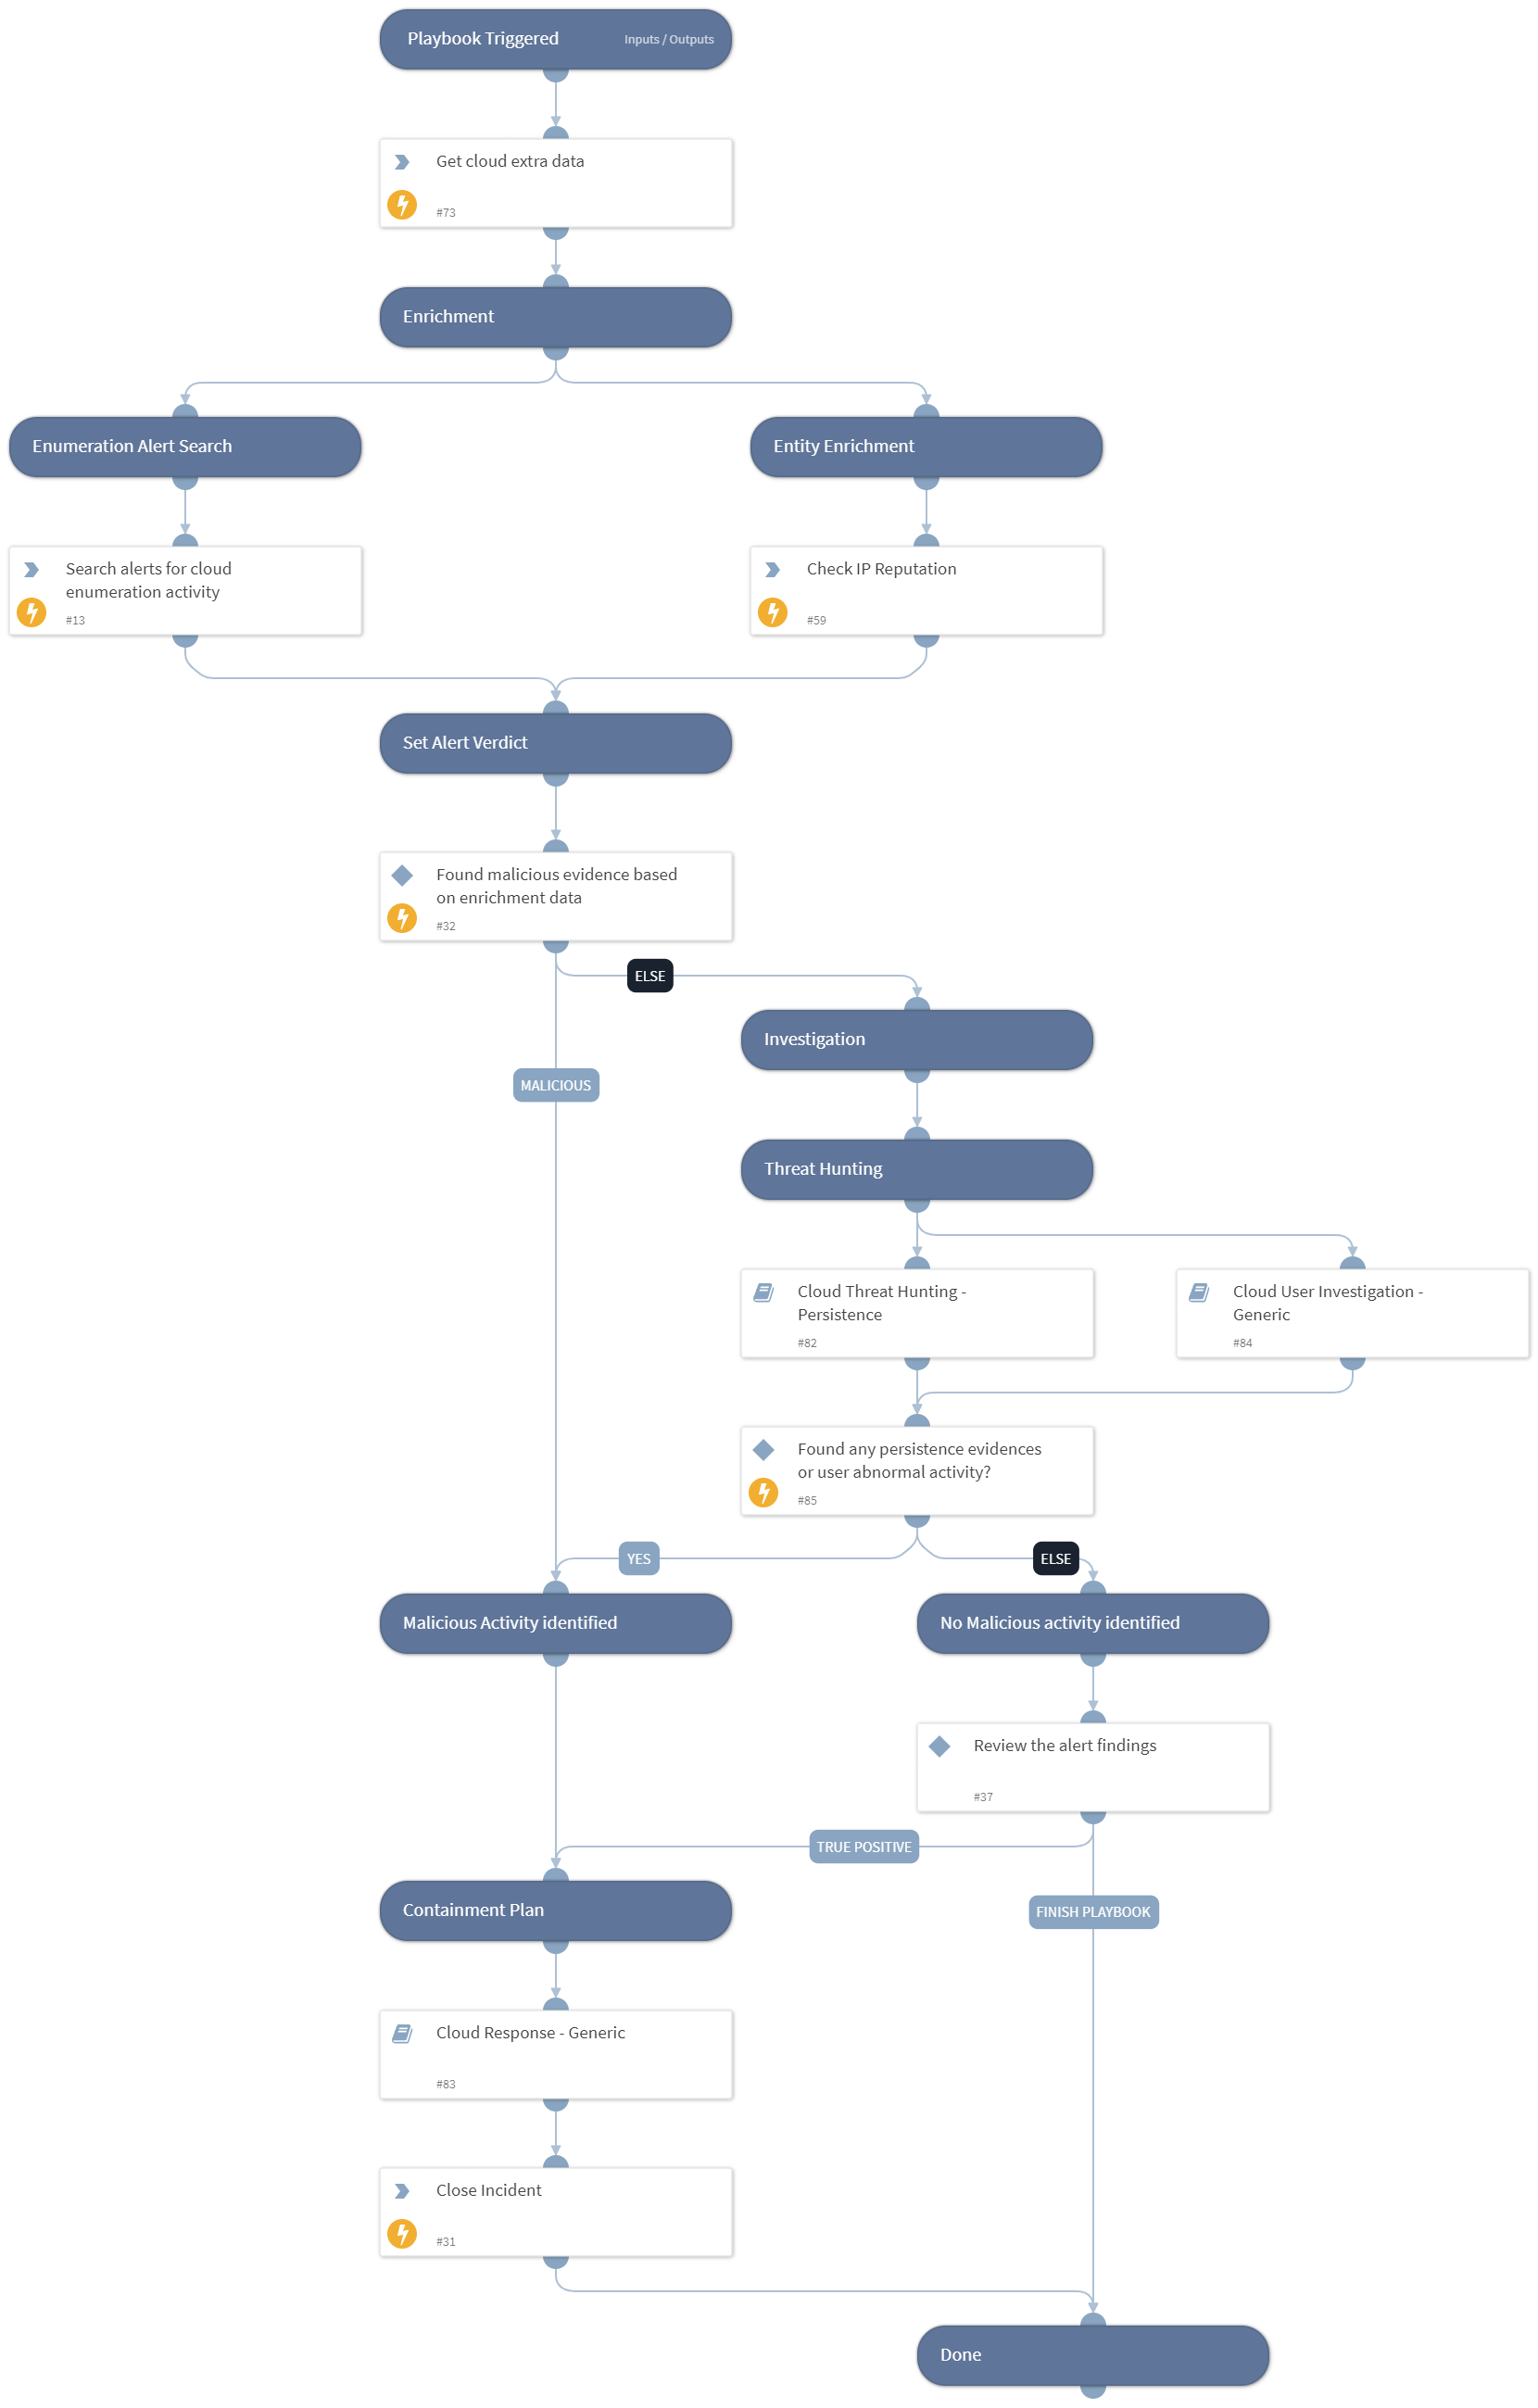 Playbook Triggered
Inputs / Outputs
Get cloud extra data
#73
Enrichment
Enumeration Alert Search
Entity Enrichment
Search alerts for cloud
enumeration activity
#13
Check IP Reputation
#59
Set Alert Verdict
Found malicious evidence based
on enrichment data
#32
ELSE
Investigation
MALICIOUS
Threat Hunting
Cloud Threat Hunting -
Persistence
#82
Cloud User Investigation -
Generic
#84
Found any persistence evidences
or user abnormal activity?
#85
YES
ELSE
Malicious Activity identified
No Malicious activity identified
Review the alert findings
#37
TRUE POSITIVE
Containment Plan
FINISH PLAYBOOK
Cloud Response - Generic
#83
Close Incident
#31
Done